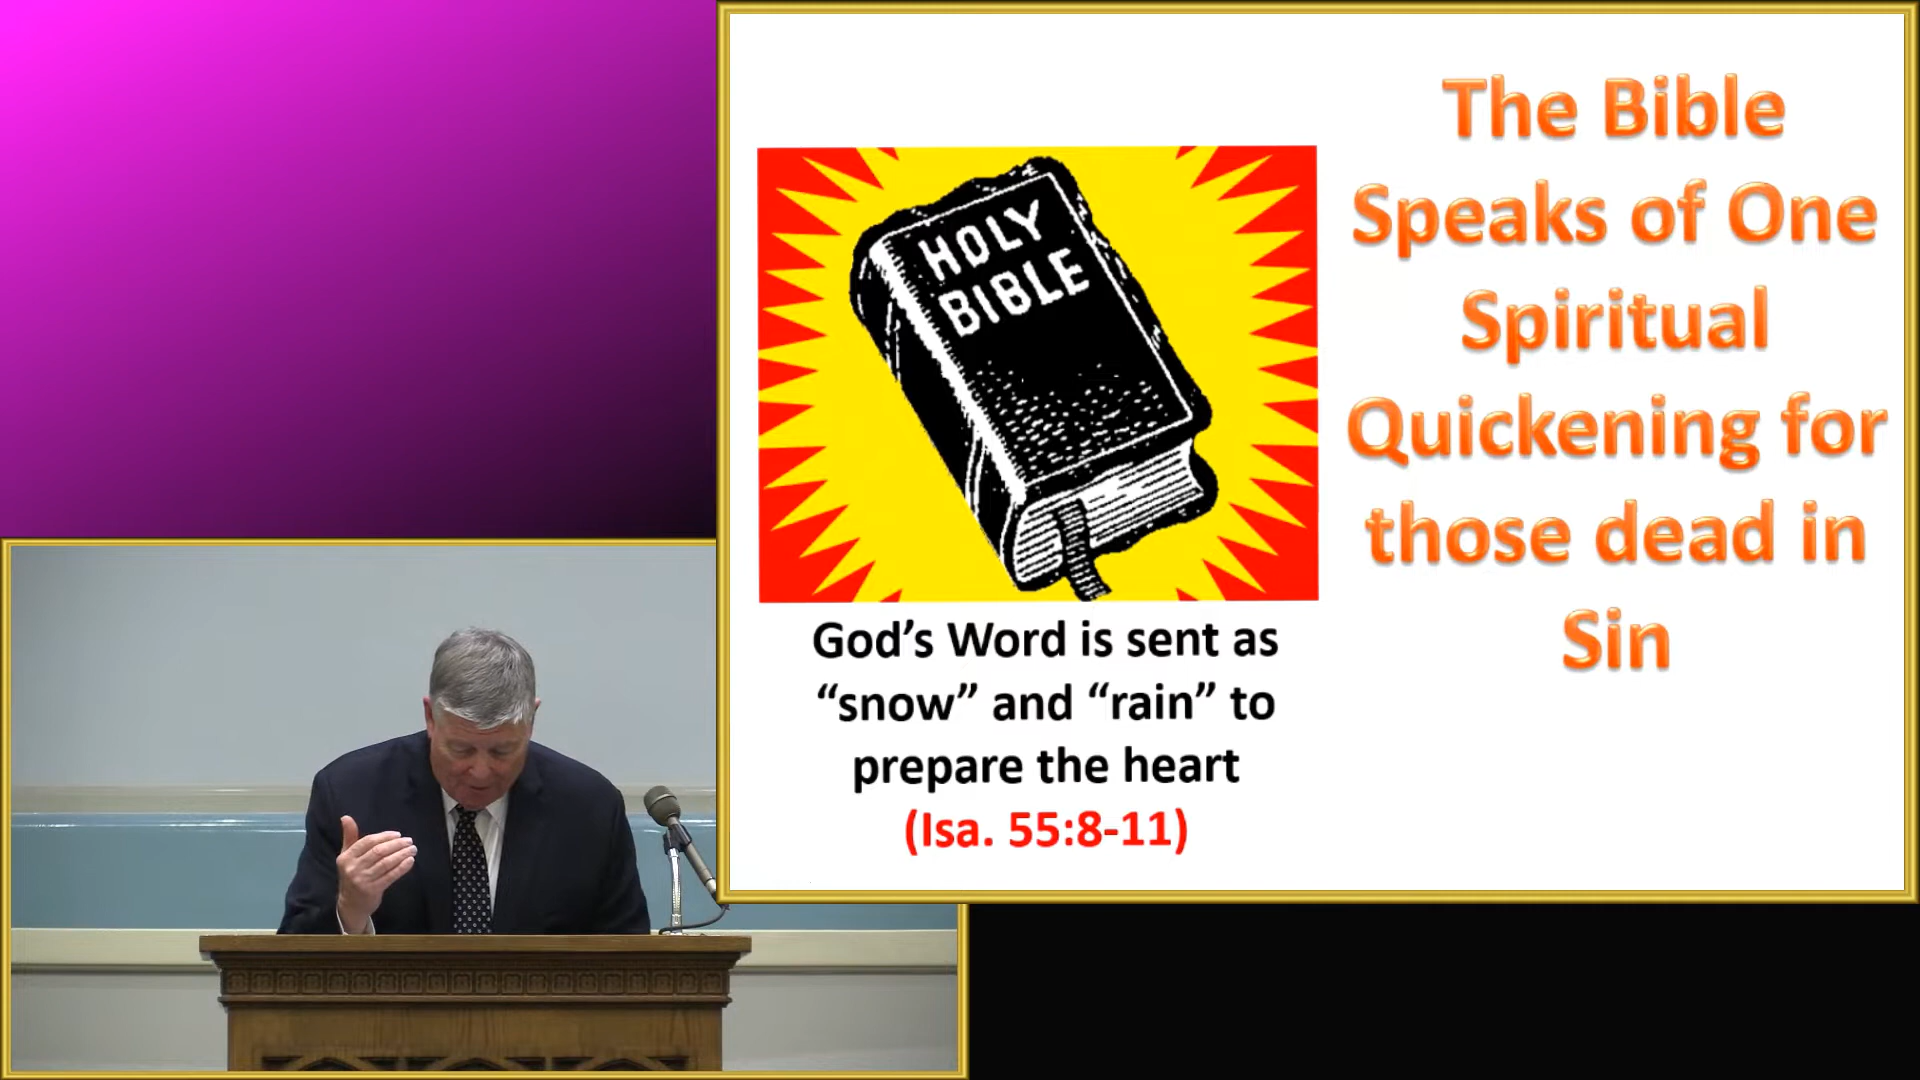 The Bible
Speaks of One
Spiritual
Quickening for
those dead in
Sin
HOLY
BIBLE
God’s Word is sent as
“snow” and “rain” to
prepare the heart
(Isa. 55:8-11)